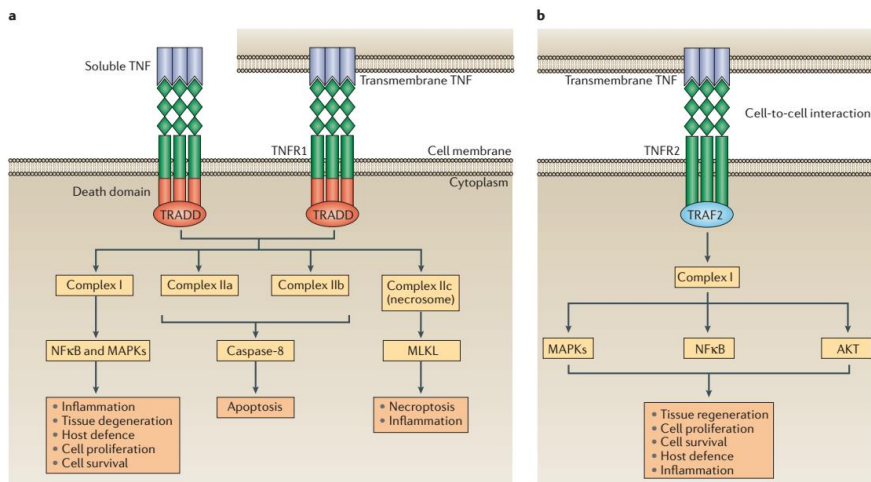 a
Soluble TNF
Transmembrane TNF
TNFR1
Cell membrane
Cytoplasm
Death domain
TRADD
TRADD
Complex I
Complex IIa
Complex IIb
Complex IIc
(necrosome)
NFκB and MAPKs
Caspase-8
MLKL
• Inflammation
• Tissue degeneration
• Host defence
• Cell proliferation
• Cell survival
Apoptosis
• Necroptosis
• Inflammation
b
Transmembrane TNF
Cell-to-cell interaction
TNFR2
TRAF2
Complex I
MAPKs
NFκB
AKT
• Tissue regeneration
• Cell proliferation
• Cell survival
• Host defence
• Inflammation